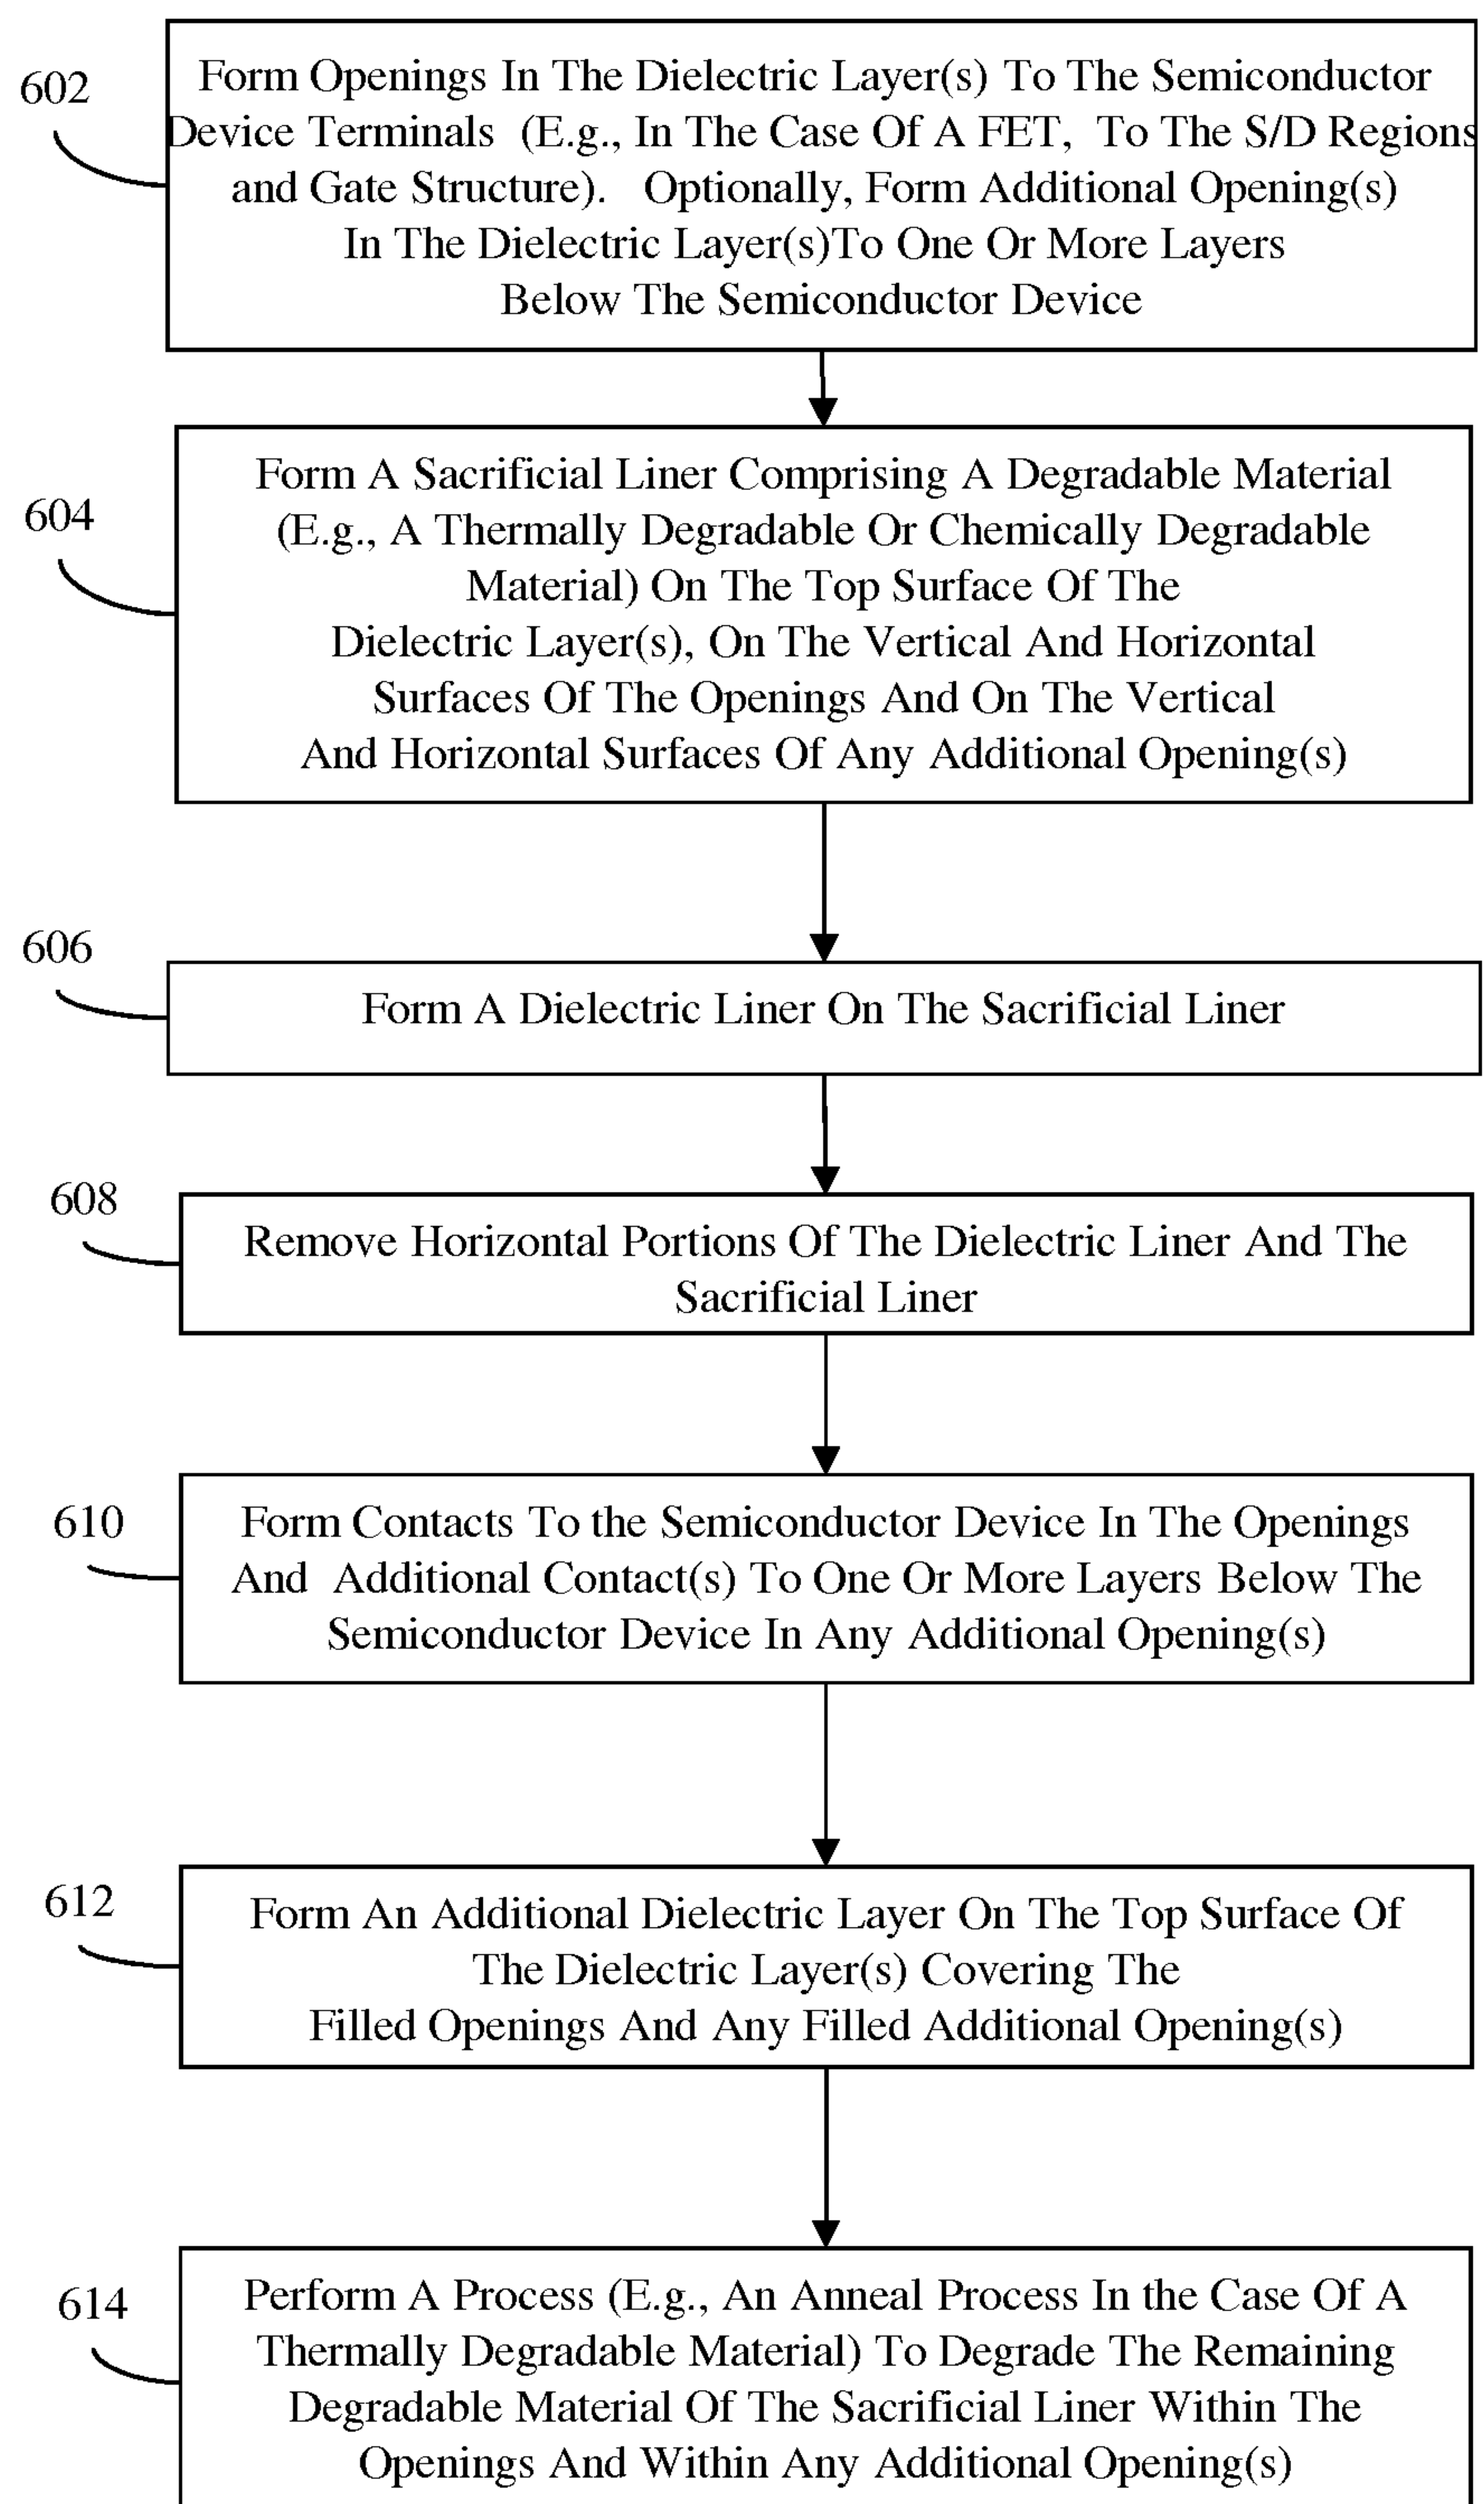 602
Form Openings In The Dielectric Layer(s) To The Semiconductor
Device Terminals (E.g., In The Case Of A FET, To The S/D Regions
and Gate Structure). Optionally, Form Additional Opening(s)
In The Dielectric Layer(s)To One Or More Layers
Below The Semiconductor Device
604
Form A Sacrificial Liner Comprising A Degradable Material
(E.g., A Thermally Degradable Or Chemically Degradable
Material) On The Top Surface Of The
Dielectric Layer(s), On The Vertical And Horizontal
Surfaces Of The Openings And On The Vertical
And Horizontal Surfaces Of Any Additional Opening(s)
606
Form A Dielectric Liner On The Sacrificial Liner
608
Remove Horizontal Portions Of The Dielectric Liner And The
Sacrificial Liner
610
Form Contacts To the Semiconductor Device In The Openings
And Additional Contact(s) To One Or More Layers Below The
Semiconductor Device In Any Additional Opening(s)
612
Form An Additional Dielectric Layer On The Top Surface Of
The Dielectric Layer(s) Covering The
Filled Openings And Any Filled Additional Opening(s)
614
Perform A Process (E.g., An Anneal Process In the Case Of A
Thermally Degradable Material) To Degrade The Remaining
Degradable Material Of The Sacrificial Liner Within The
Openings And Within Any Additional Opening(s)